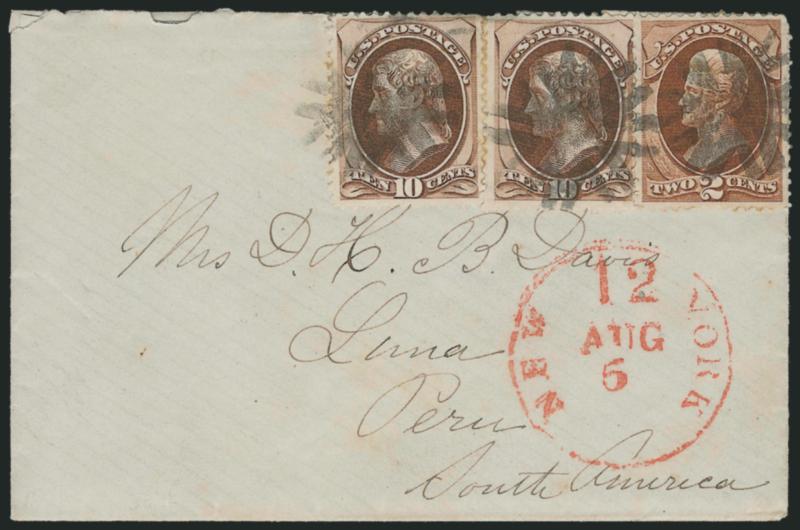 U.S. POSTAGE
TEN 10 CENTS
U.S. POSTAGE
TEN 10 CENTS
U.S. POSTAGE
TWO 2 CENTS
Mrs D. H. B. Davis
Lima
Peru
South America
NEW YORK
12
AUG
5